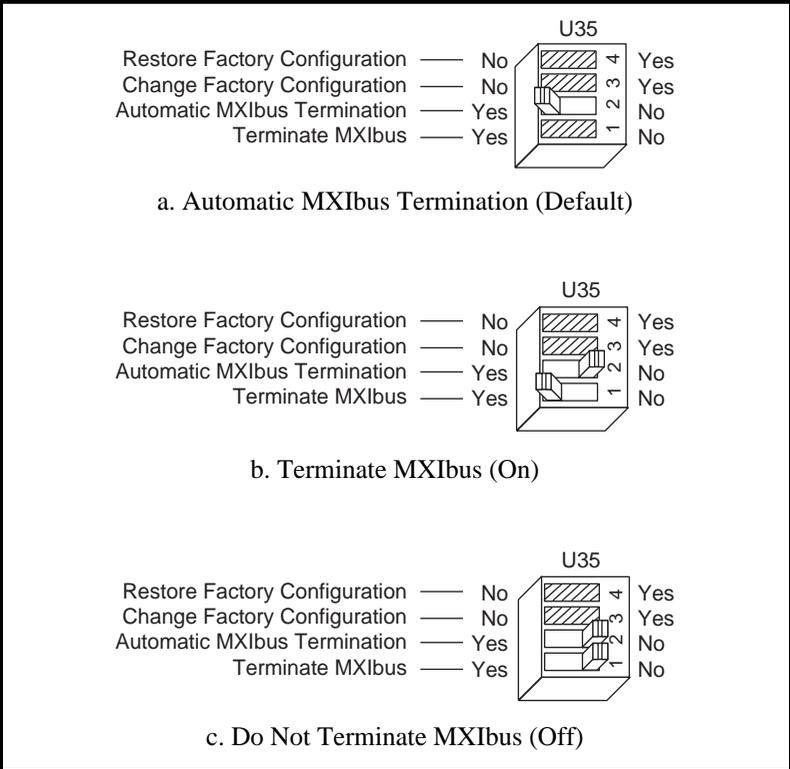 U35
Restore Factory Configuration No 4 Yes
Change Factory Configuration No 3 Yes
Automatic MXIbus Termination Yes 2 No
Terminate MXIbus Yes 1 No
a. Automatic MXIbus Termination (Default)
U35
Restore Factory Configuration No 4 Yes
Change Factory Configuration No 3 Yes
Automatic MXIbus Termination Yes 2 No
Terminate MXIbus Yes 1 No
b. Terminate MXIbus (On)
U35
Restore Factory Configuration No 4 Yes
Change Factory Configuration No 3 Yes
Automatic MXIbus Termination Yes 2 No
Terminate MXIbus Yes 1 No
c. Do Not Terminate MXIbus (Off)